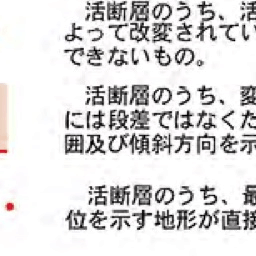 活断層のうち、活
よって改変されてい
できないもの。
活断層のうち、変
には段差ではなくた
囲及び傾斜方向を示
活断層のうち、最
位を示す地形が直接